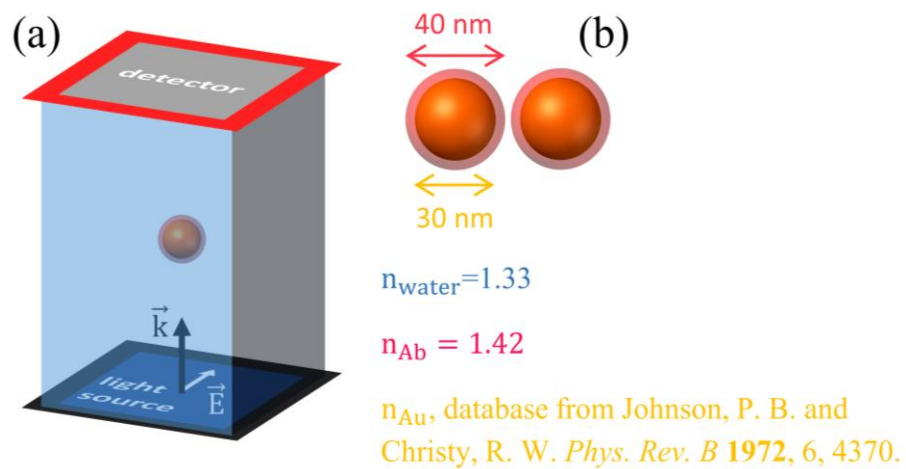 (a)
detector
k
E
light
source
40 nm
(b)
30 nm
n_water=1.33
n_Ab = 1.42
n_Au, database from Johnson, P. B. and
Christy, R. W. Phys. Rev. B 1972, 6, 4370.